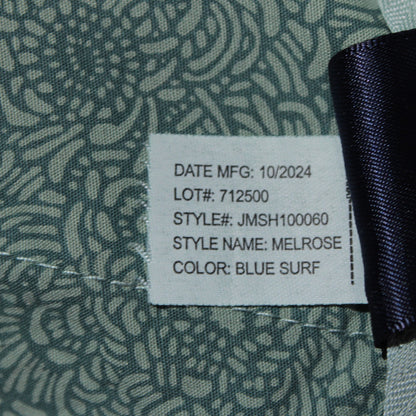 DATE MFG: 10/2024
LOT#: 712500
STYLE#: JMSH100060
STYLE NAME: MELROSE
COLOR: BLUE SURF